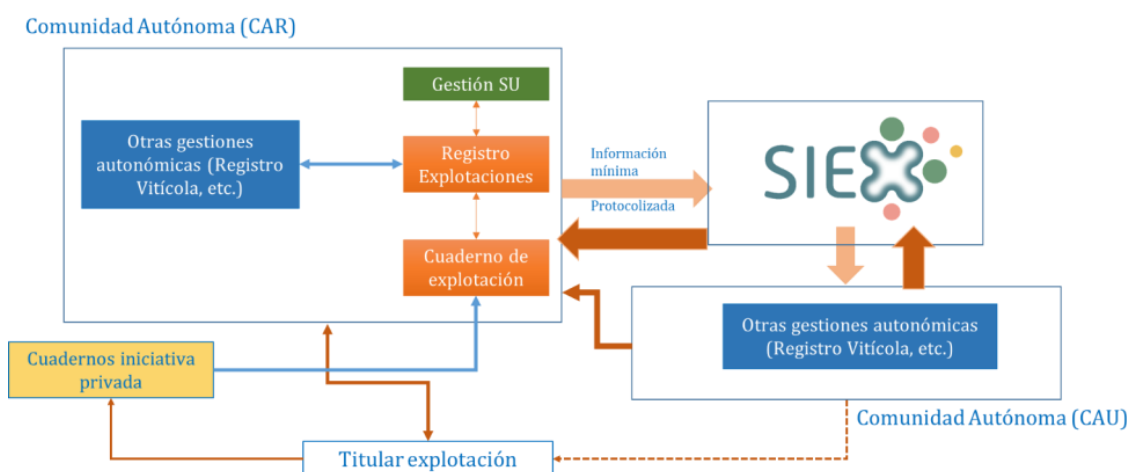 Comunidad Autónoma (CAR)
Gestión SU
Otras gestiones
autonómicas (Registro
Vitícola, etc.)
Registro
Explotaciones
Cuaderno de
explotación
Información
mínima
Protocolizada
SIEX
Otras gestiones autonómicas
(Registro Vitícola, etc.)
Comunidad Autónoma (CAU)
Cuadernos iniciativa
privada
Titular explotación